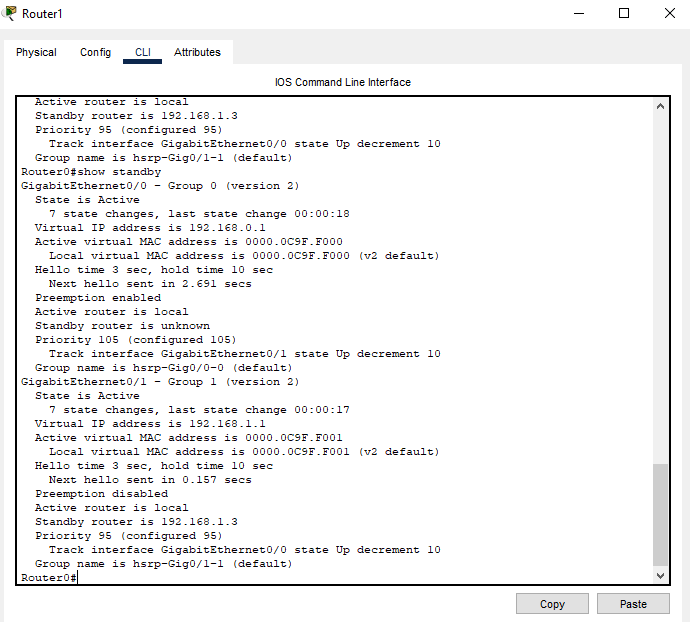 Router1
Physical Config CLI Attributes
IOS Command Line Interface
Active router is local
Standby router is 192.168.1.3
Priority 95 (configured 95)
Track interface GigabitEthernet0/0 state Up decrement 10
Group name is hsrp-Gig0/1-1 (default)
Router0#show standby
GigabitEthernet0/0 - Group 0 (version 2)
State is Active
7 state changes, last state change 00:00:18
Virtual IP address is 192.168.0.1
Active virtual MAC address is 0000.0C9F.F000
Local virtual MAC address is 0000.0C9F.F000 (v2 default)
Hello time 3 sec, hold time 10 sec
Next hello sent in 2.691 secs
Preemption enabled
Active router is local
Standby router is unknown
Priority 105 (configured 105)
Track interface GigabitEthernet0/1 state Up decrement 10
Group name is hsrp-Gig0/0-0 (default)
GigabitEthernet0/1 - Group 1 (version 2)
State is Active
7 state changes, last state change 00:00:17
Virtual IP address is 192.168.1.1
Active virtual MAC address is 0000.0C9F.F001
Local virtual MAC address is 0000.0C9F.F001 (v2 default)
Hello time 3 sec, hold time 10 sec
Next hello sent in 0.157 secs
Preemption disabled
Active router is local
Standby router is 192.168.1.3
Priority 95 (configured 95)
Track interface GigabitEthernet0/0 state Up decrement 10
Group name is hsrp-Gig0/1-1 (default)
Router0#
Copy Paste